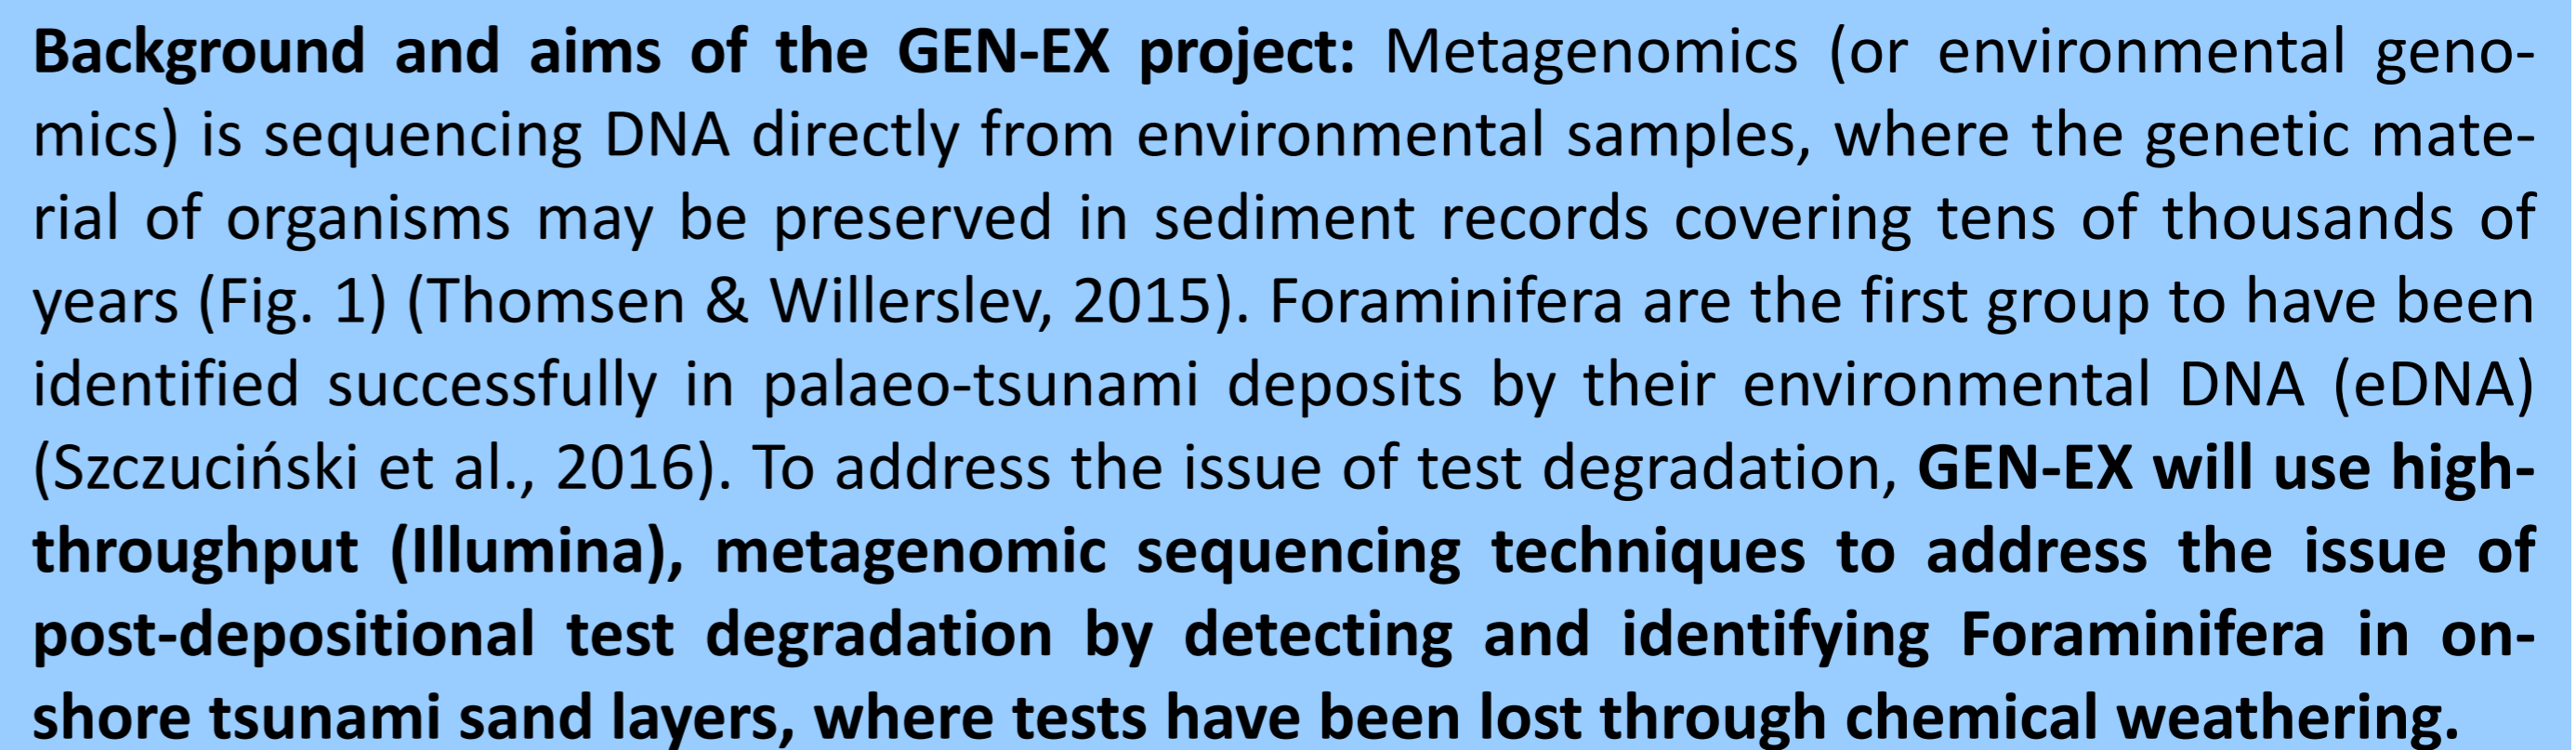 Background and aims of the GEN-EX project: Metagenomics (or environmental geno-
mics) is sequencing DNA directly from environmental samples, where the genetic mate-
rial of organisms may be preserved in sediment records covering tens of thousands of
years (Fig. 1) (Thomsen & Willerslev, 2015). Foraminifera are the first group to have been
identified successfully in palaeo-tsunami deposits by their environmental DNA (eDNA)
(Szczuciński et al., 2016). To address the issue of test degradation, GEN-EX will use high-
throughput (Illumina), metagenomic sequencing techniques to address the issue of
post-depositional test degradation by detecting and identifying Foraminifera in on-
shore tsunami sand layers, where tests have been lost through chemical weathering.